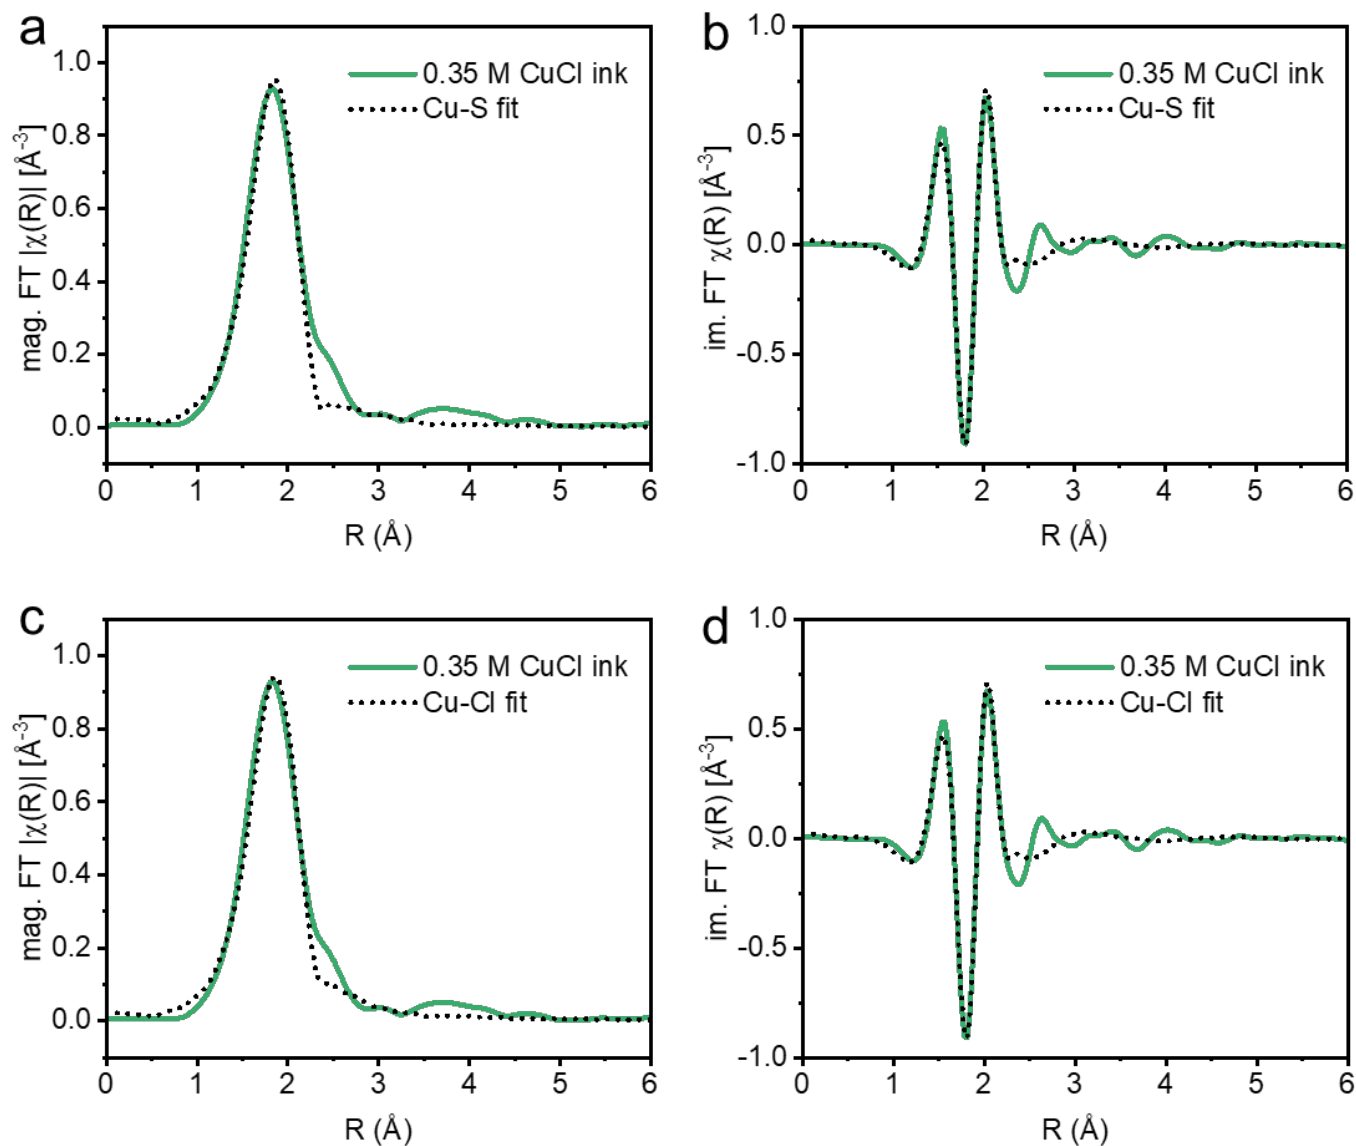 a
mag. FT |χ(R)| [Å⁻³]
1.0
0.8
0.6
0.4
0.2
0.0
0.35 M CuCl ink
Cu-S fit
0 1 2 3 4 5 6
R (Å)
b
im. FT χ(R) [Å⁻³]
1.0
0.5
0.0
-0.5
-1.0
0.35 M CuCl ink
Cu-S fit
0 1 2 3 4 5 6
R (Å)
c
mag. FT |χ(R)| [Å⁻³]
1.0
0.8
0.6
0.4
0.2
0.0
0.35 M CuCl ink
Cu-Cl fit
0 1 2 3 4 5 6
R (Å)
d
im. FT χ(R) [Å⁻³]
1.0
0.5
0.0
-0.5
-1.0
0.35 M CuCl ink
Cu-Cl fit
0 1 2 3 4 5 6
R (Å)